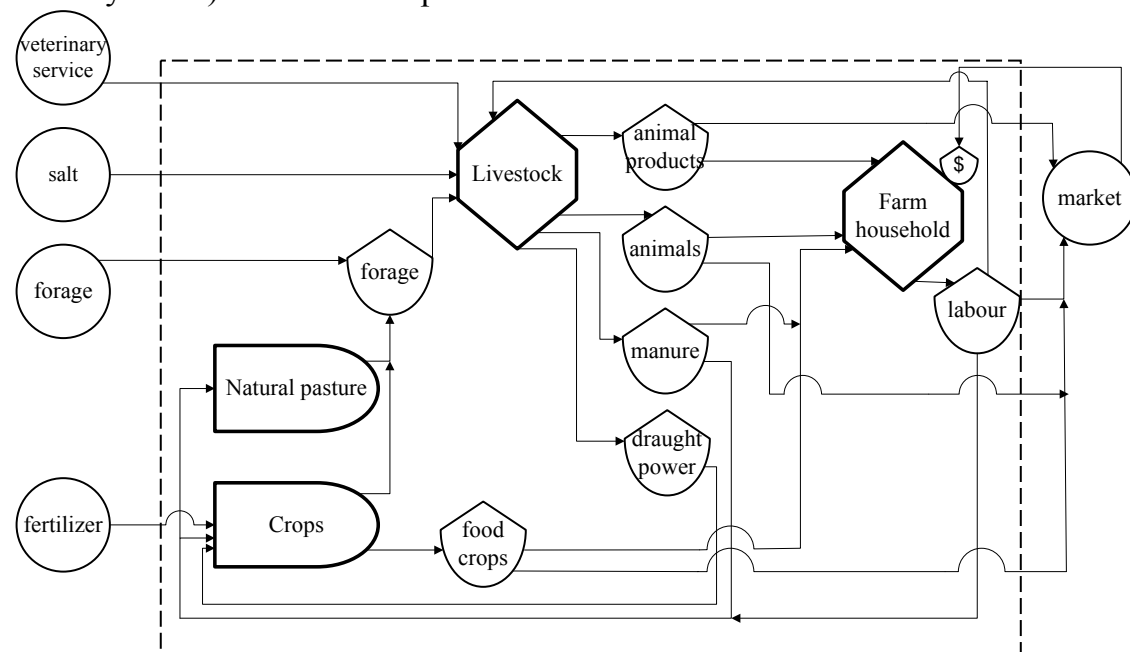 veterinary
service
salt
forage
fertilizer
Livestock
forage
Natural pasture
Crops
animal
products
animals
manure
draught
power
food
crops
Farm
household
$
labour
market